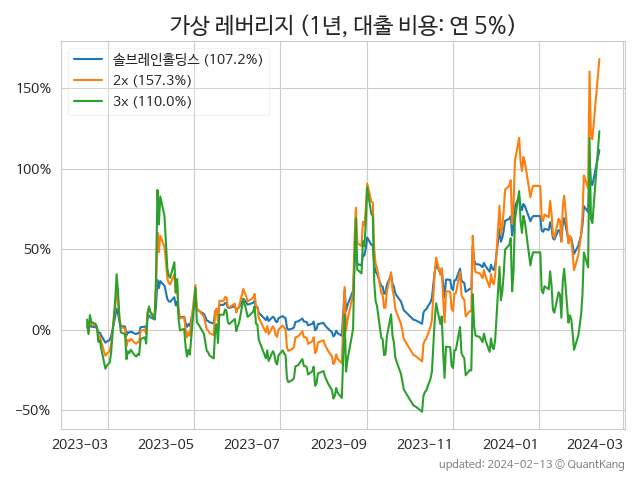 가상 레버리지 (1년, 대출 비용: 연 5%)
솔브레인홀딩스 (107.2%)
2x (157.3%)
3x (110.0%)
150%
100%
50%
0%
−50%
2023-03 2023-05 2023-07 2023-09 2023-11 2024-01 2024-03
updated: 2024-02-13 © QuantKang